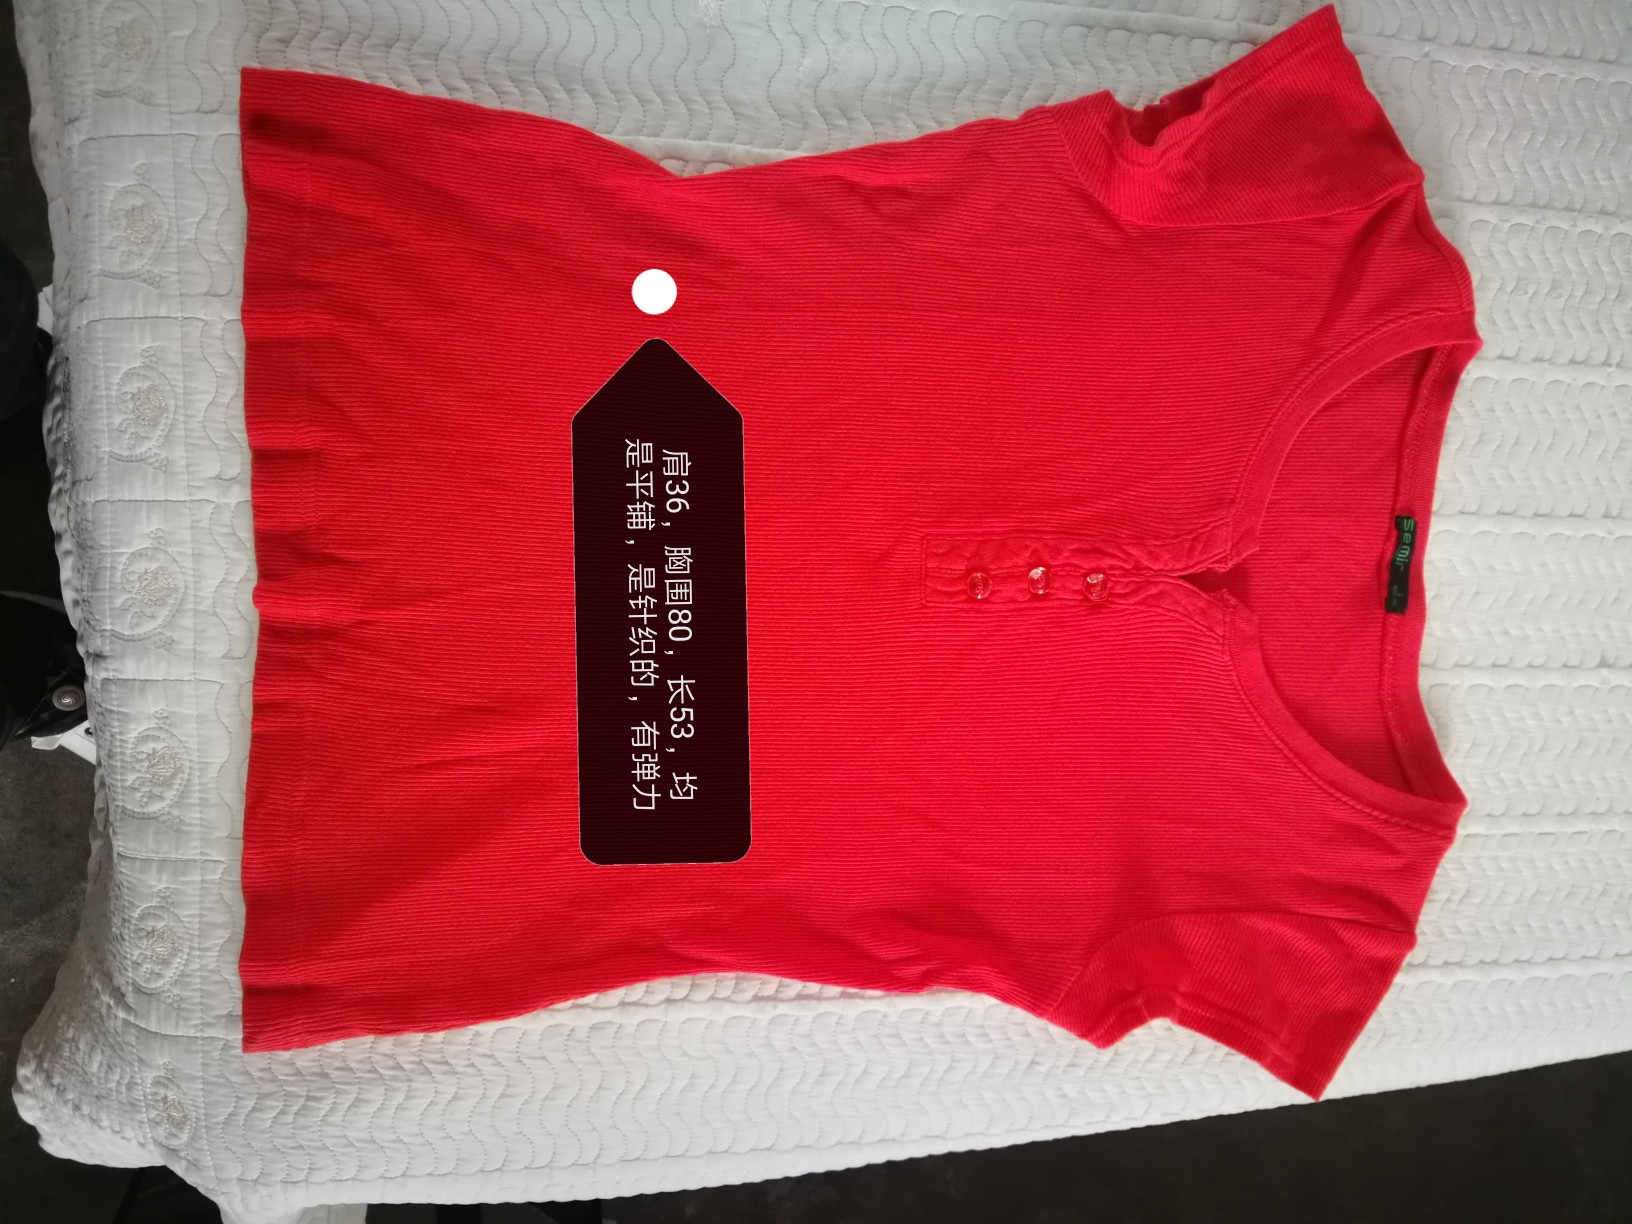 肩36，胸围80，长53，均
是平铺，是针织的，有弹力
semir